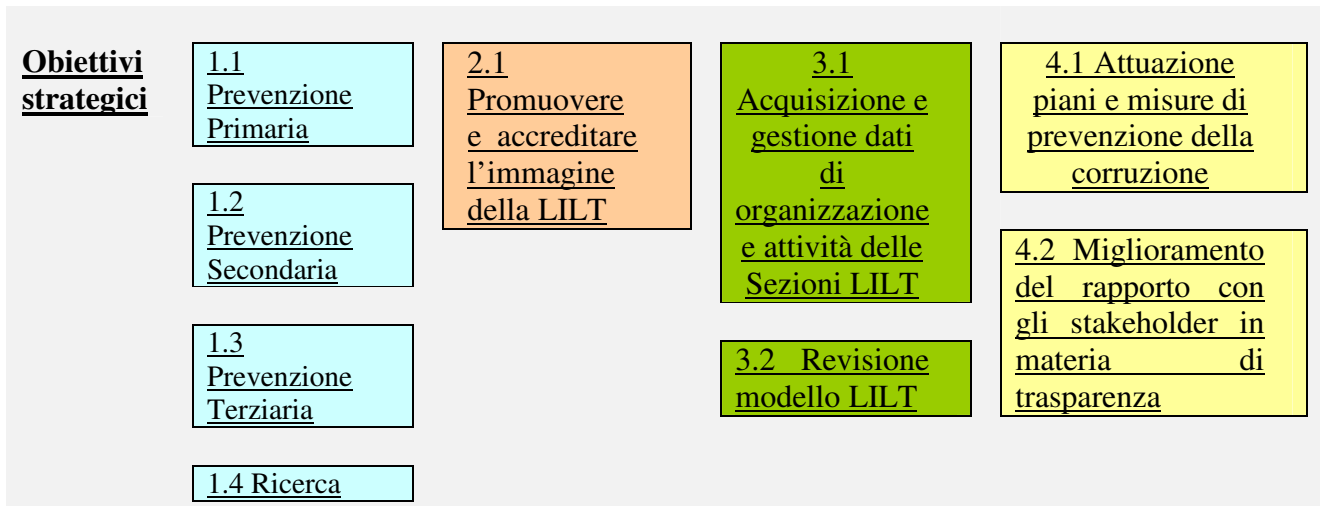 Obiettivi
strategici
1.1
Prevenzione
Primaria
1.2
Prevenzione
Secondaria
1.3
Prevenzione
Terziaria
1.4 Ricerca
2.1
Promuovere
e accreditare
l’immagine
della LILT
3.1
Acquisizione e
gestione dati
di
organizzazione
e attività delle
Sezioni LILT
3.2 Revisione
modello LILT
4.1 Attuazione
piani e misure di
prevenzione della
corruzione
4.2 Miglioramento
del rapporto con
gli stakeholder in
materia di
trasparenza